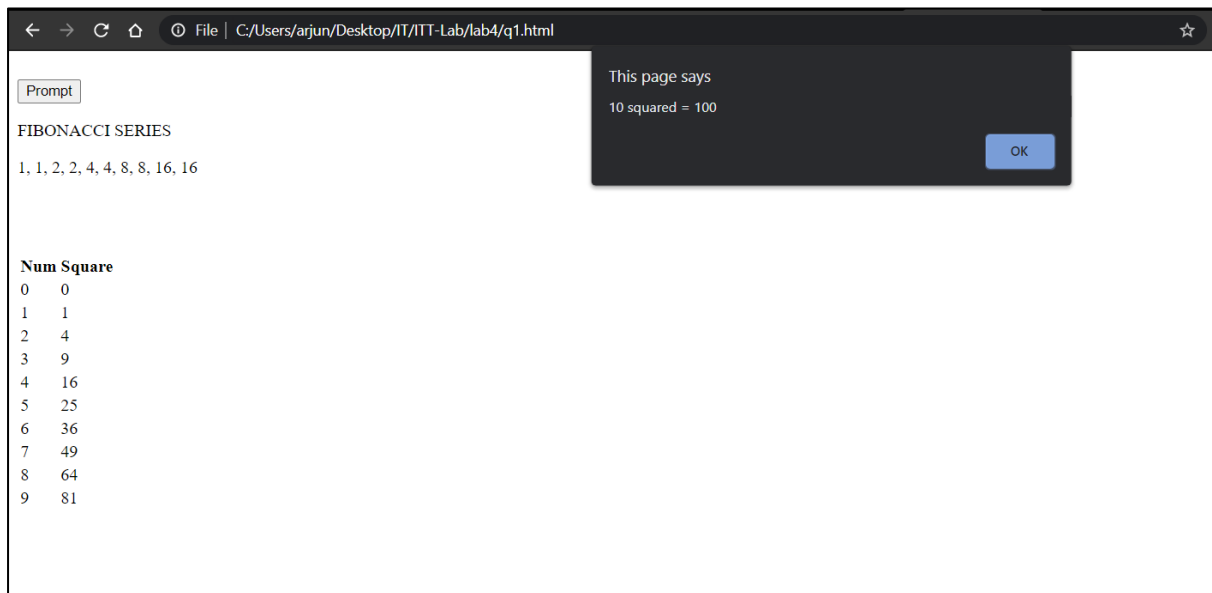 File | C:/Users/arjun/Desktop/IT/ITT-Lab/lab4/q1.html
This page says
10 squared = 100
OK
Prompt
FIBONACCI SERIES
1, 1, 2, 2, 4, 4, 8, 8, 16, 16
Num Square
0 0
1 1
2 4
3 9
4 16
5 25
6 36
7 49
8 64
9 81